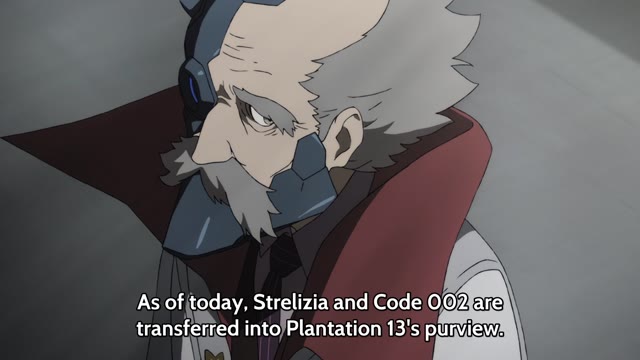 As of today, Strelizia and Code 002 are
transferred into Plantation 13's purview.